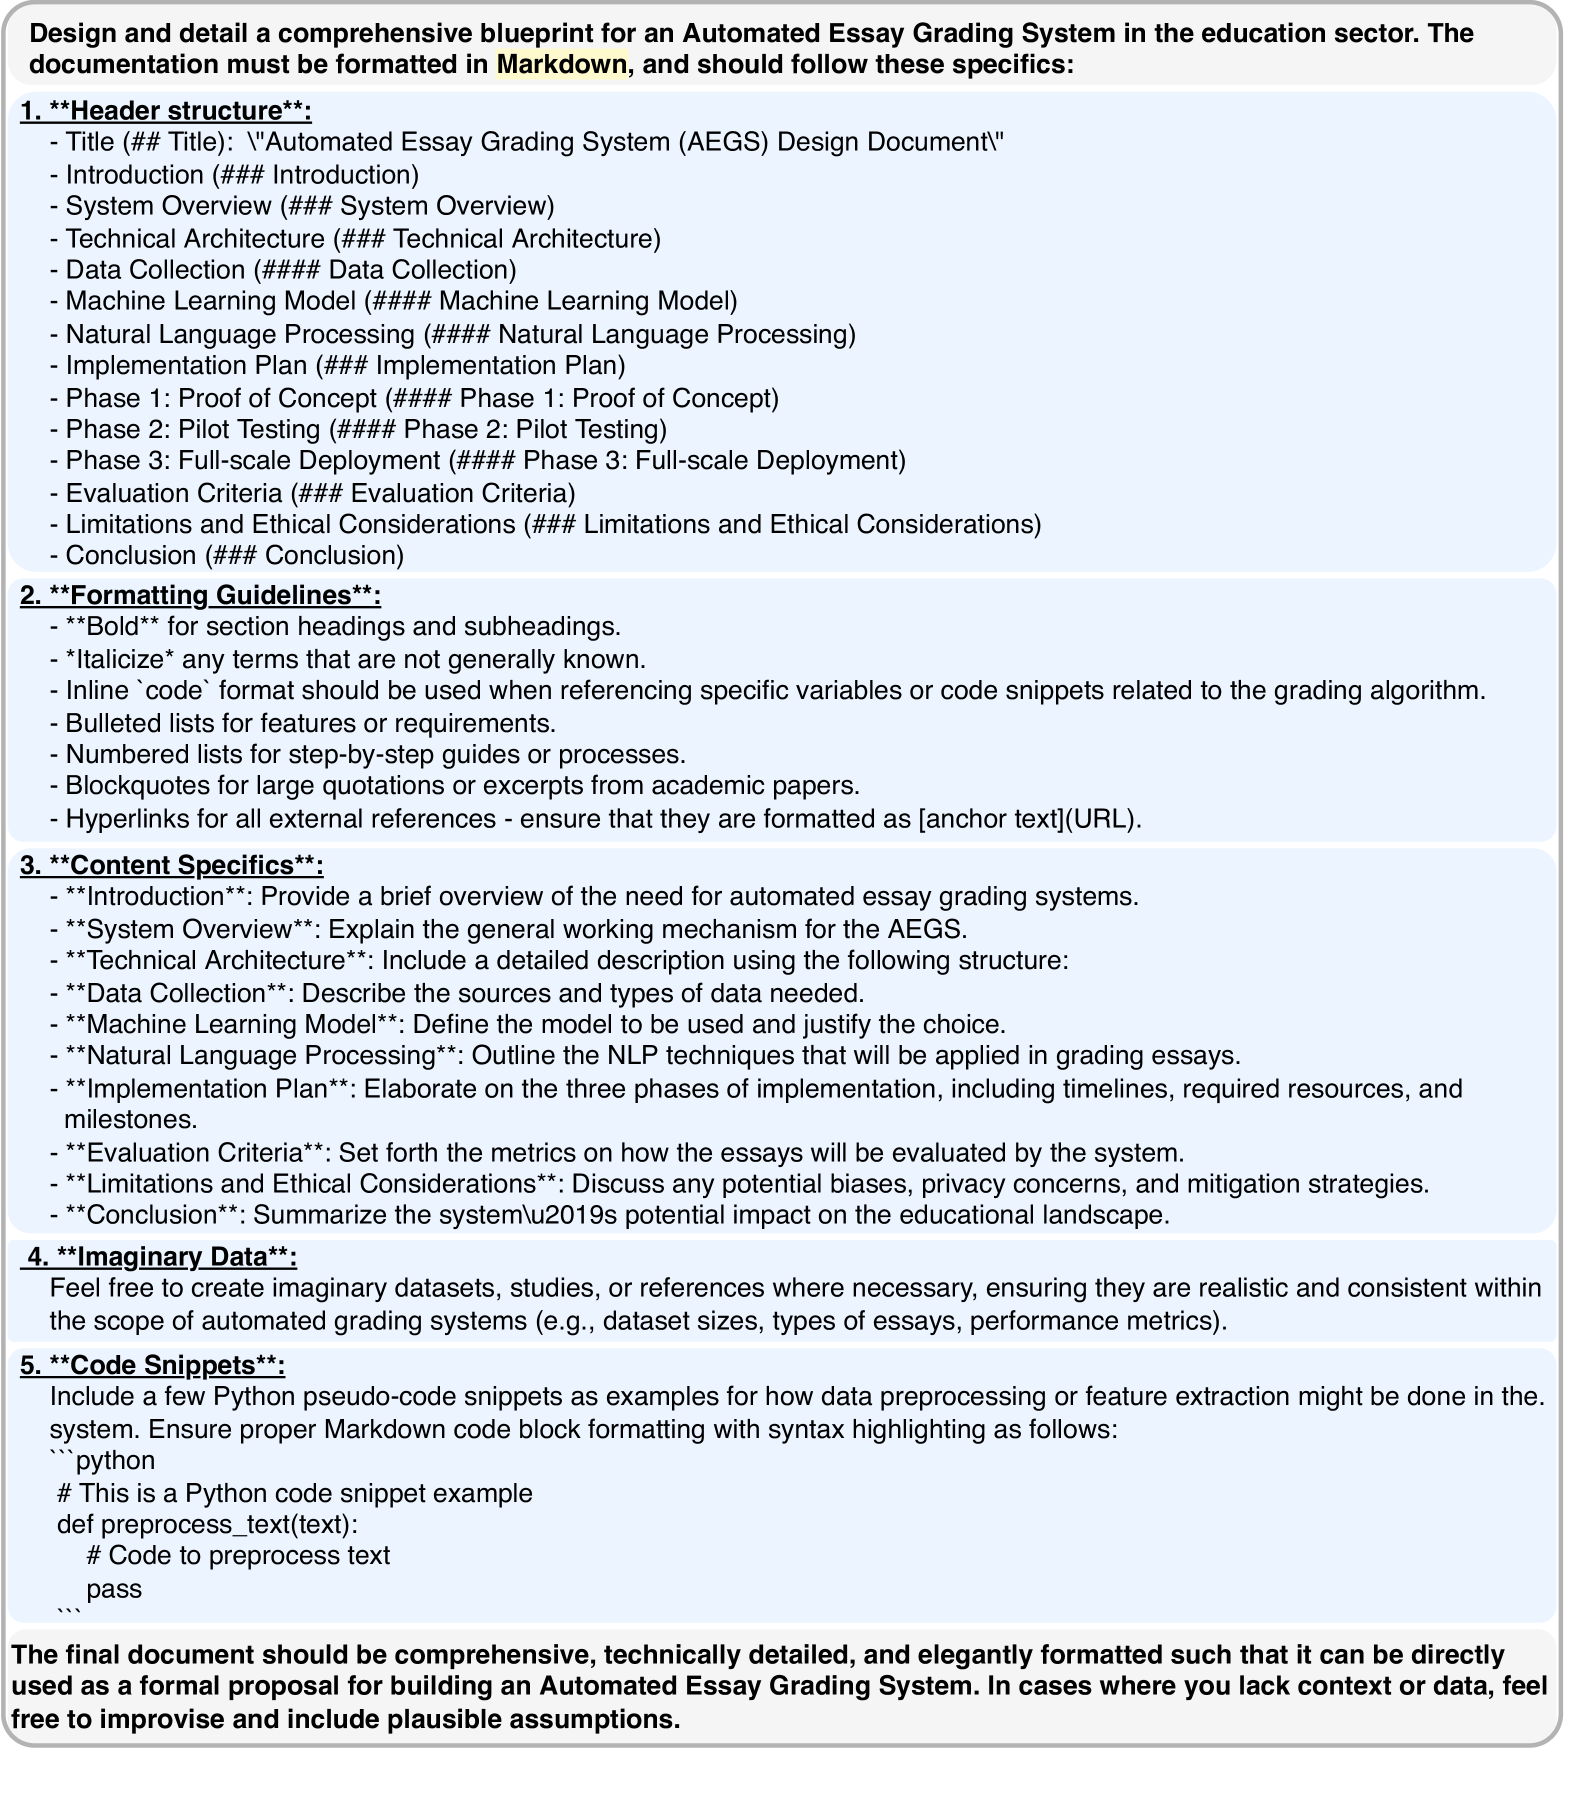 Design and detail a comprehensive blueprint for an Automated Essay Grading System in the education sector. The
documentation must be formatted in Markdown, and should follow these specifics:
1. **Header structure**:
- Title (## Title):  \"Automated Essay Grading System (AEGS) Design Document\"
- Introduction (### Introduction)
- System Overview (### System Overview)
- Technical Architecture (### Technical Architecture)
- Data Collection (#### Data Collection)
- Machine Learning Model (#### Machine Learning Model)
- Natural Language Processing (#### Natural Language Processing)
- Implementation Plan (### Implementation Plan)
- Phase 1: Proof of Concept (#### Phase 1: Proof of Concept)
- Phase 2: Pilot Testing (#### Phase 2: Pilot Testing)
- Phase 3: Full-scale Deployment (#### Phase 3: Full-scale Deployment)
- Evaluation Criteria (### Evaluation Criteria)
- Limitations and Ethical Considerations (### Limitations and Ethical Considerations)
- Conclusion (### Conclusion)
2. **Formatting Guidelines**:
- **Bold** for section headings and subheadings.
- *Italicize* any terms that are not generally known.
- Inline `code` format should be used when referencing specific variables or code snippets related to the grading algorithm.
- Bulleted lists for features or requirements.
- Numbered lists for step-by-step guides or processes.
- Blockquotes for large quotations or excerpts from academic papers.
- Hyperlinks for all external references - ensure that they are formatted as [anchor text](URL).
3. **Content Specifics**:
- **Introduction**: Provide a brief overview of the need for automated essay grading systems.
- **System Overview**: Explain the general working mechanism for the AEGS.
- **Technical Architecture**: Include a detailed description using the following structure:
- **Data Collection**: Describe the sources and types of data needed.
- **Machine Learning Model**: Define the model to be used and justify the choice.
- **Natural Language Processing**: Outline the NLP techniques that will be applied in grading essays.
- **Implementation Plan**: Elaborate on the three phases of implementation, including timelines, required resources, and
milestones.
- **Evaluation Criteria**: Set forth the metrics on how the essays will be evaluated by the system.
- **Limitations and Ethical Considerations**: Discuss any potential biases, privacy concerns, and mitigation strategies.
- **Conclusion**: Summarize the system\u2019s potential impact on the educational landscape.
4. **Imaginary Data**:
Feel free to create imaginary datasets, studies, or references where necessary, ensuring they are realistic and consistent within
the scope of automated grading systems (e.g., dataset sizes, types of essays, performance metrics).
5. **Code Snippets**:
Include a few Python pseudo-code snippets as examples for how data preprocessing or feature extraction might be done in the.
system. Ensure proper Markdown code block formatting with syntax highlighting as follows:
```python
# This is a Python code snippet example
def preprocess_text(text):
# Code to preprocess text
pass
```
The final document should be comprehensive, technically detailed, and elegantly formatted such that it can be directly
used as a formal proposal for building an Automated Essay Grading System. In cases where you lack context or data, feel
free to improvise and include plausible assumptions.